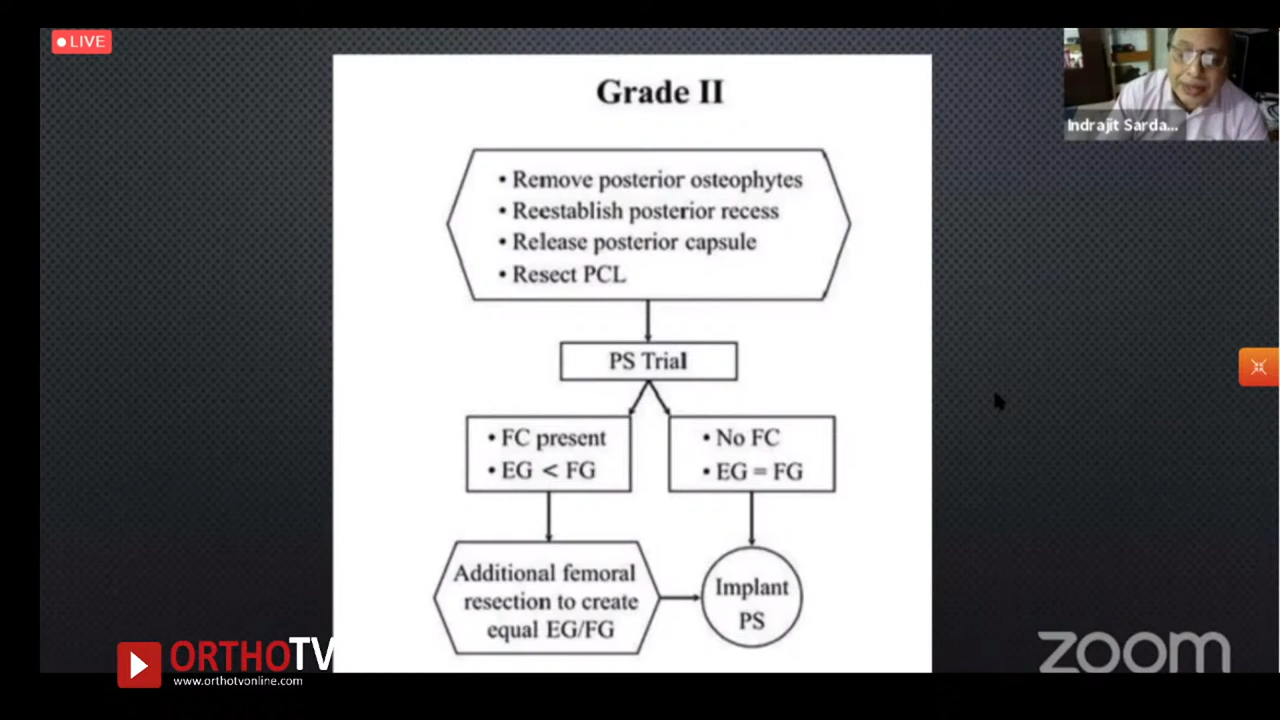 LIVE
Indrajit Sarda...
Grade II
• Remove posterior osteophytes
• Reestablish posterior recess
• Release posterior capsule
• Resect PCL
PS Trial
• FC present
• EG < FG
• No FC
• EG = FG
Additional femoral
resection to create
equal EG/FG
Implant
PS
ORTHOTV
www.orthotvonline.com
zoom